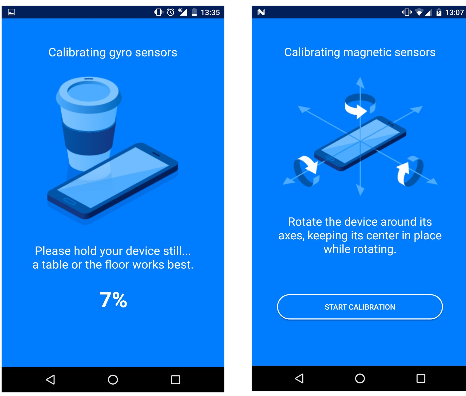 13:35
Calibrating gyro sensors
Please hold your device still...
a table or the floor works best.
7%
13:07
Calibrating magnetic sensors
Rotate the device around its
axes, keeping its center in place
while rotating.
START CALIBRATION